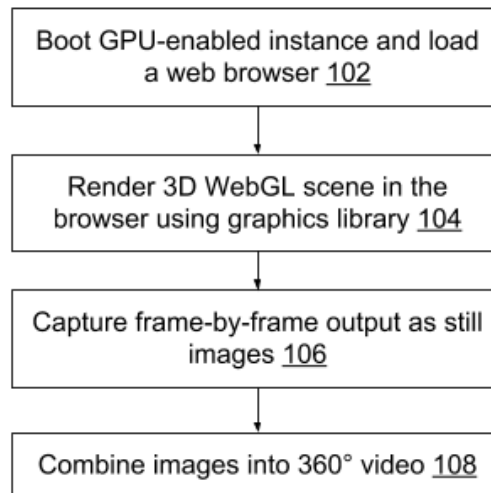 Boot GPU-enabled instance and load
a web browser 102
Render 3D WebGL scene in the
browser using graphics library 104
Capture frame-by-frame output as still
images 106
Combine images into 360° video 108